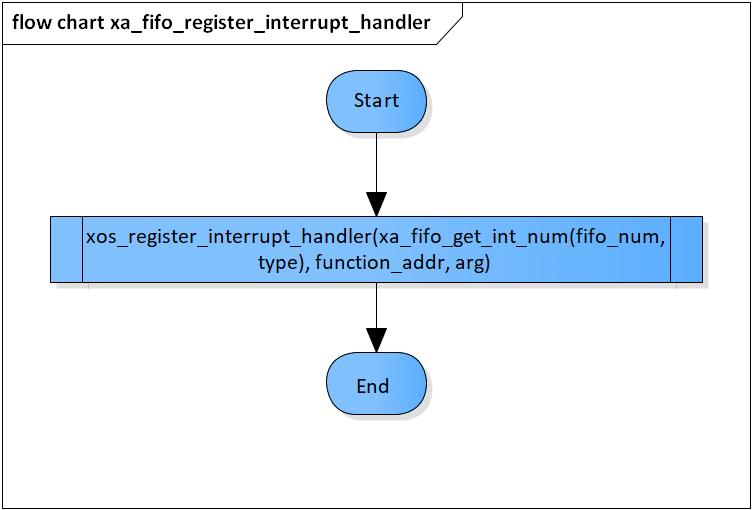 flow chart xa_fifo_register_interrupt_handler
Start
xos_register_interrupt_handler(xa_fifo_get_int_num(fifo_num,
type), function_addr, arg)
End